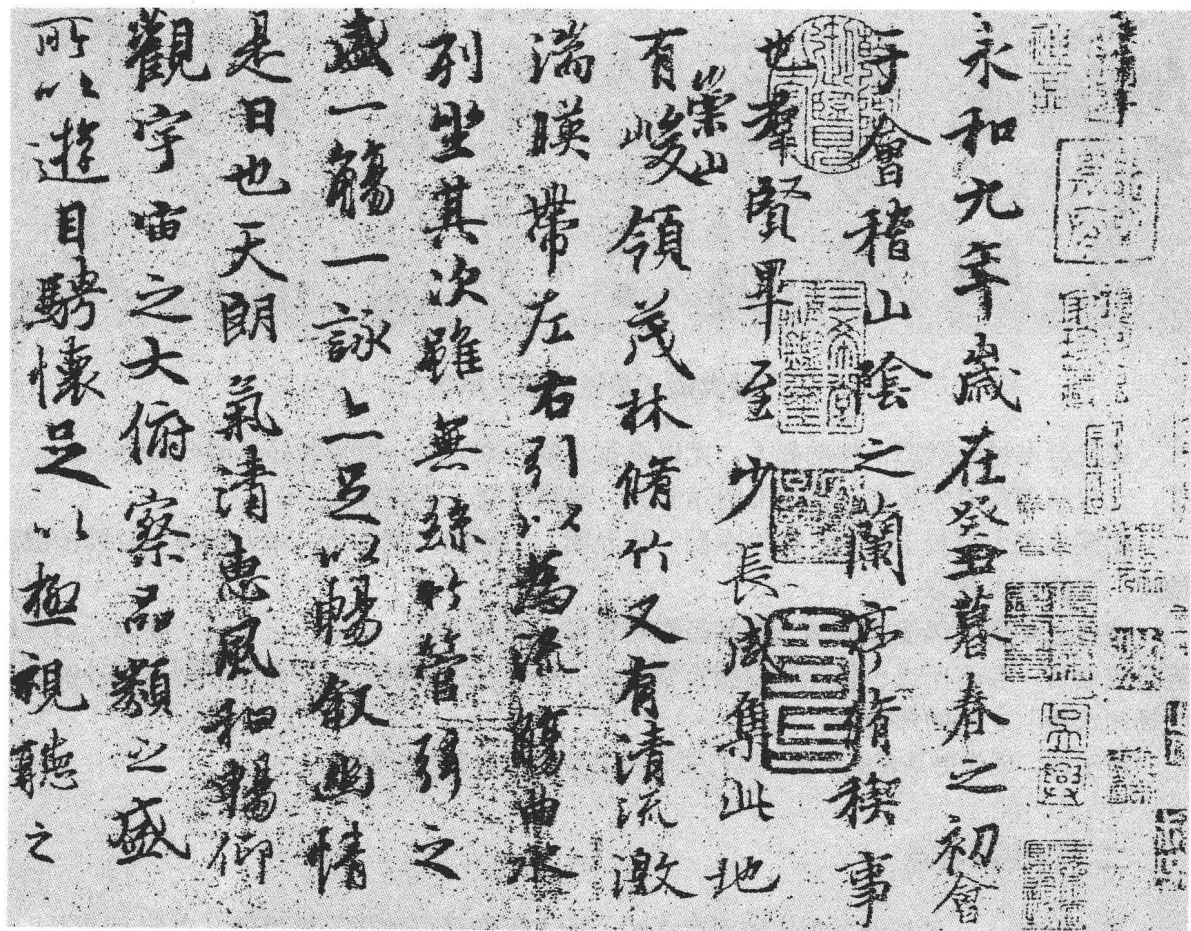 永和九年歲在癸丑暮春之初會
于會稽山陰之蘭亭脩稧事
也羣賢畢至少長咸集此地
有崇山峻領茂林脩竹又有清流激
湍暎帶左右引以為流觴曲水
列坐其次雖無絲竹管弦之
盛一觴一詠亦足以暢叙幽情
是日也天朗氣清惠風和暢仰
觀宇宙之大俯察品類之盛
所以遊目騁懷足以極視聽之